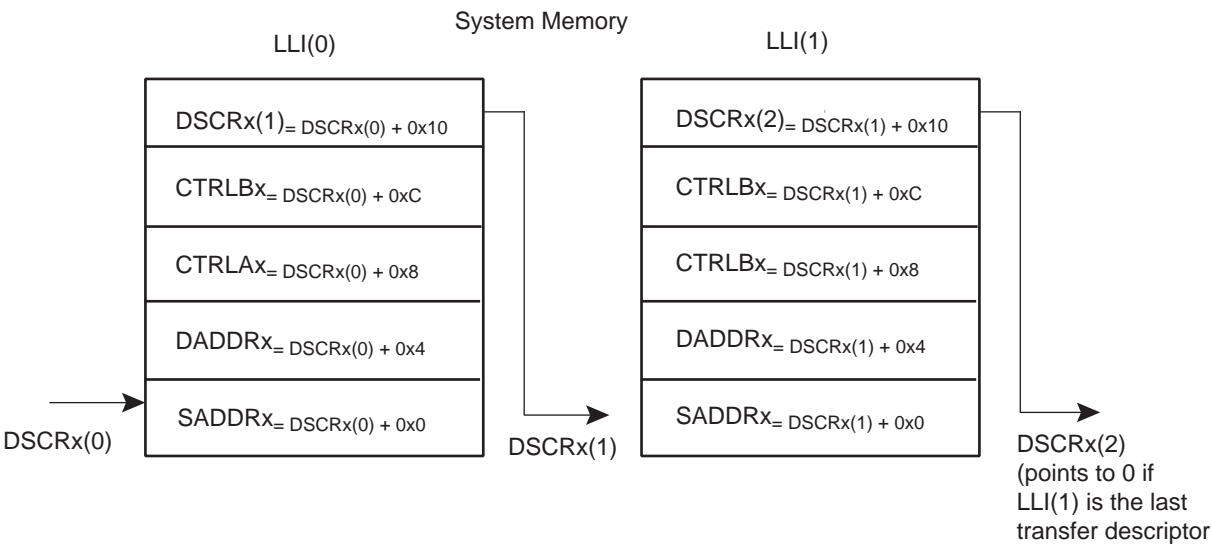 System Memory
LLI(0)
LLI(1)
DSCRx(1)= DSCRx(0) + 0x10
CTRLBx= DSCRx(0) + 0xC
CTRLAx= DSCRx(0) + 0x8
DADDRx= DSCRx(0) + 0x4
SADDRx= DSCRx(0) + 0x0
DSCRx(0)
DSCRx(1)
DSCRx(2)= DSCRx(1) + 0x10
CTRLBx= DSCRx(1) + 0xC
CTRLBx= DSCRx(1) + 0x8
DADDRx= DSCRx(1) + 0x4
SADDRx= DSCRx(1) + 0x0
DSCRx(2)
(points to 0 if
LLI(1) is the last
transfer descriptor